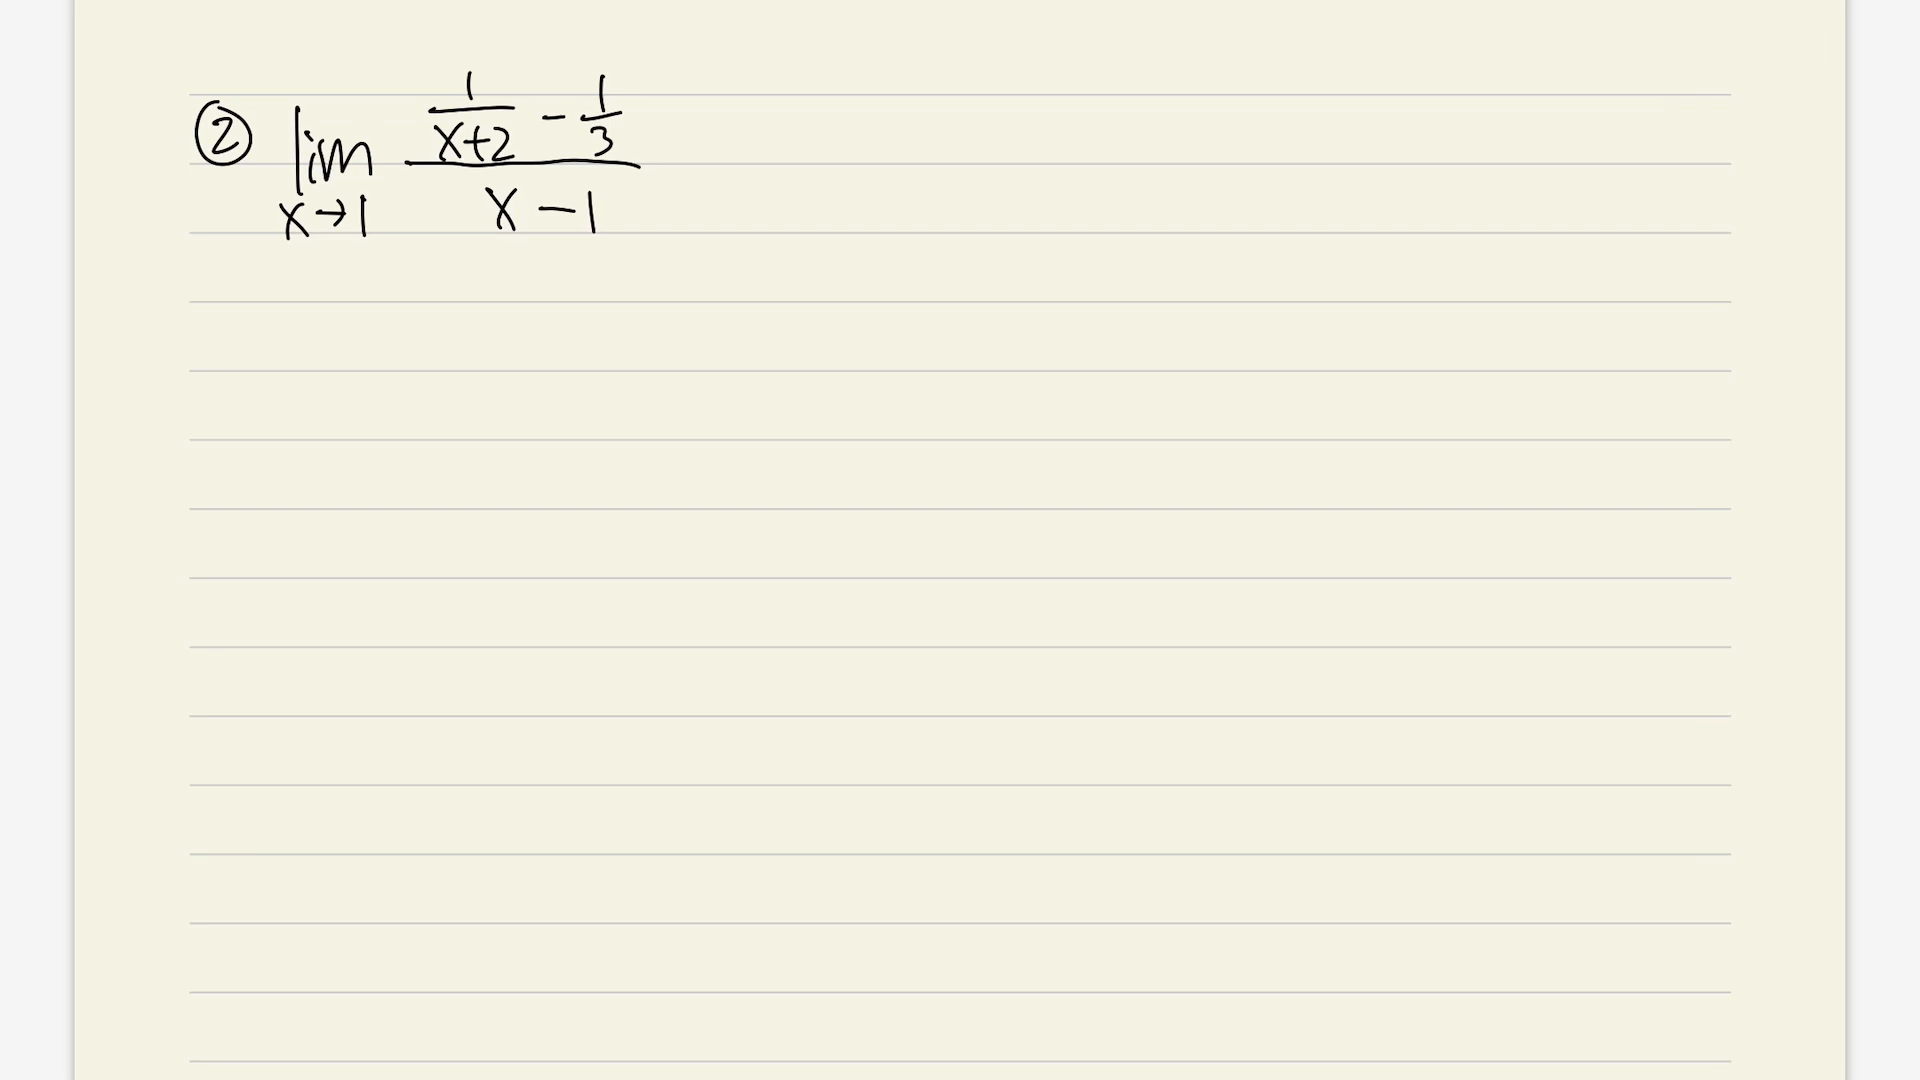 ② lim x→1 (1/(x+2) - 1/3)/(x-1)